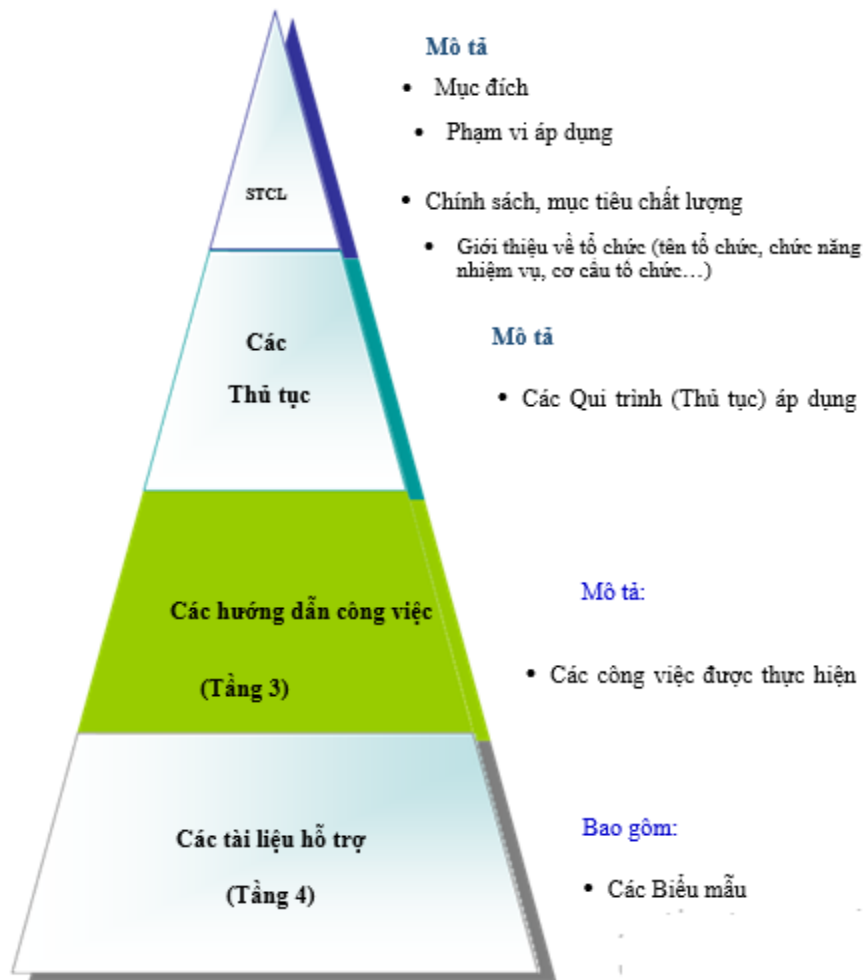 Mô tả
• Mục đích
• Phạm vi áp dụng
STCL
• Chính sách, mục tiêu chất lượng
• Giới thiệu về tổ chức (tên tổ chức, chức năng
nhiệm vụ, cơ cấu tổ chức…)
Các
Thủ tục
Mô tả
• Các Qui trình (Thủ tục) áp dụng
Các hướng dẫn công việc
(Tầng 3)
Mô tả:
• Các công việc được thực hiện
Các tài liệu hỗ trợ
(Tầng 4)
Bao gồm:
• Các Biểu mẫu